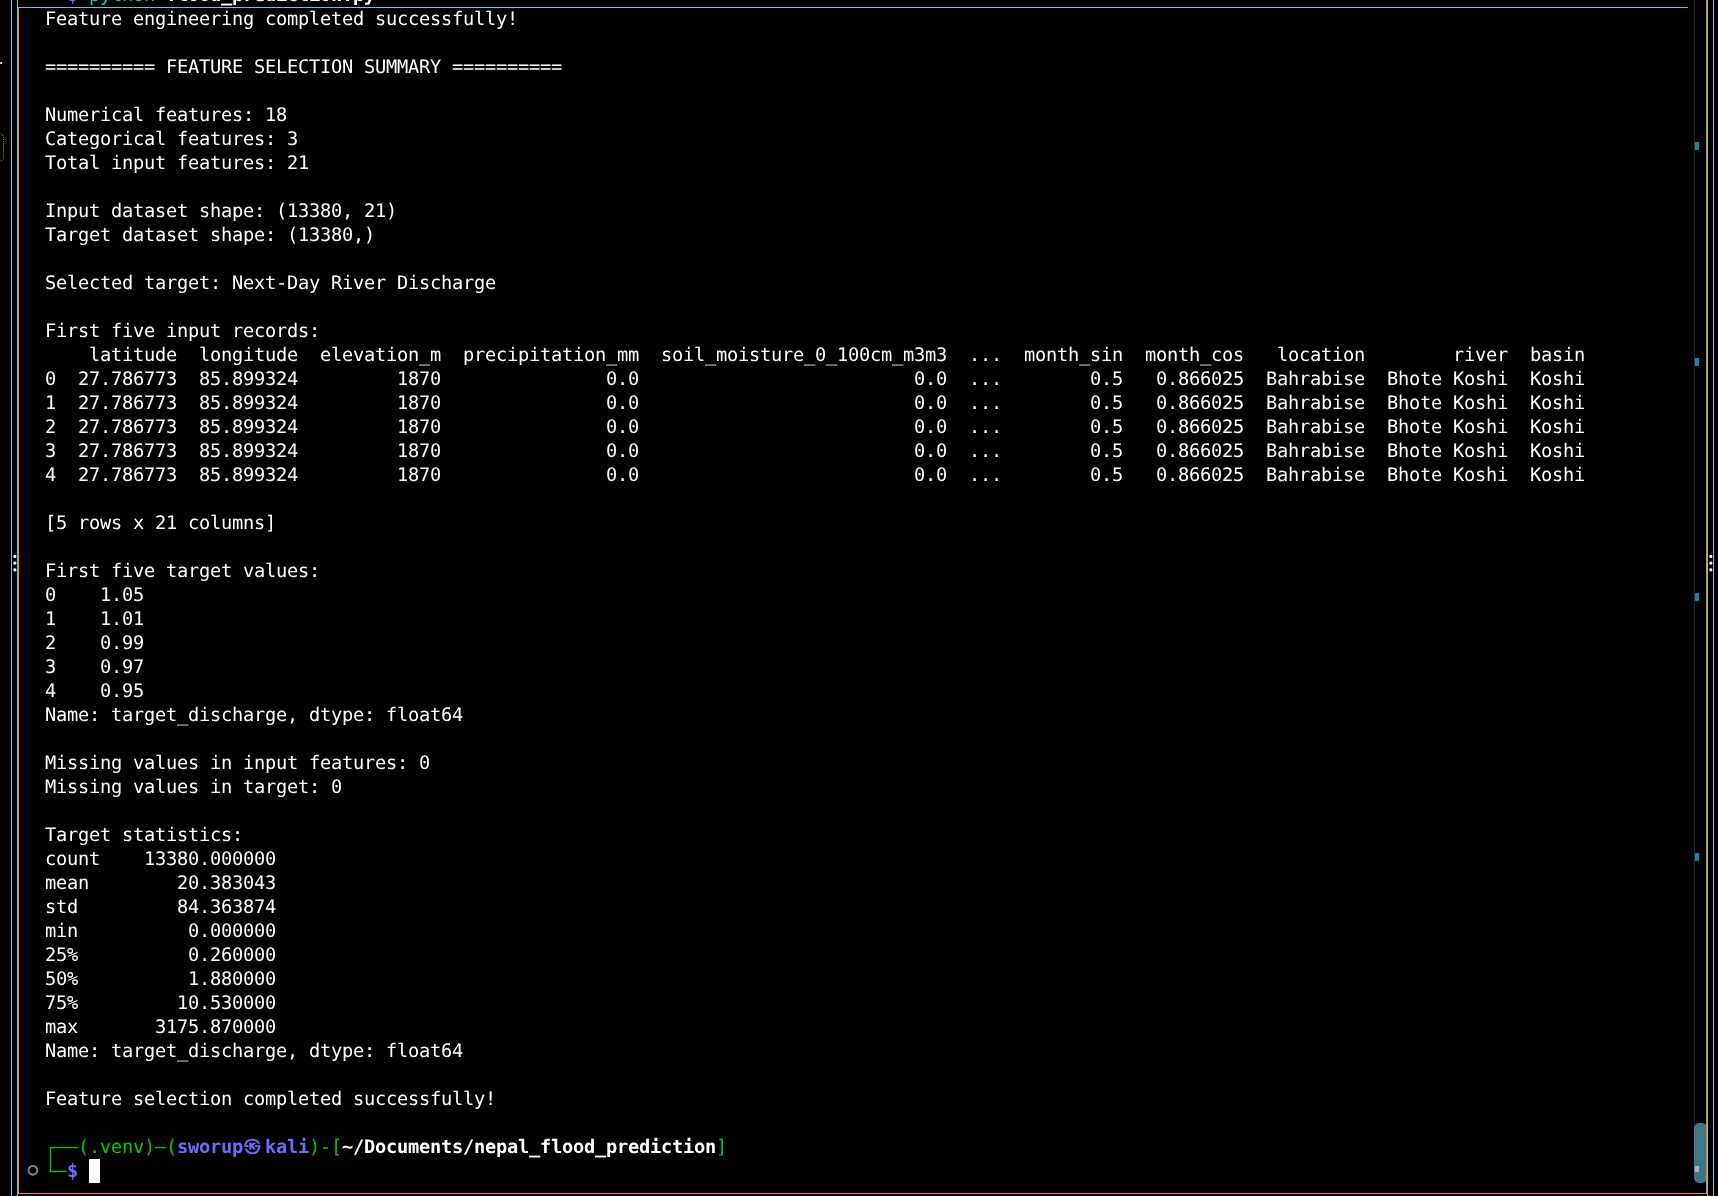 Feature engineering completed successfully!
========== FEATURE SELECTION SUMMARY ==========
Numerical features: 18
Categorical features: 3
Total input features: 21
Input dataset shape: (13380, 21)
Target dataset shape: (13380,)
Selected target: Next-Day River Discharge
First five input records:
    latitude  longitude  elevation_m  precipitation_mm  soil_moisture_0_100cm_m3m3  ...  month_sin  month_cos   location        river  basin
0  27.786773  85.899324         1870               0.0                         0.0  ...        0.5   0.866025  Bahrabise  Bhote Koshi  Koshi
1  27.786773  85.899324         1870               0.0                         0.0  ...        0.5   0.866025  Bahrabise  Bhote Koshi  Koshi
2  27.786773  85.899324         1870               0.0                         0.0  ...        0.5   0.866025  Bahrabise  Bhote Koshi  Koshi
3  27.786773  85.899324         1870               0.0                         0.0  ...        0.5   0.866025  Bahrabise  Bhote Koshi  Koshi
4  27.786773  85.899324         1870               0.0                         0.0  ...        0.5   0.866025  Bahrabise  Bhote Koshi  Koshi
[5 rows x 21 columns]
First five target values:
0    1.05
1    1.01
2    0.99
3    0.97
4    0.95
Name: target_discharge, dtype: float64
Missing values in input features: 0
Missing values in target: 0
Target statistics:
count    13380.000000
mean        20.383043
std         84.363874
min          0.000000
25%          0.260000
50%          1.880000
75%         10.530000
max       3175.870000
Name: target_discharge, dtype: float64
Feature selection completed successfully!
┌──(.venv)─(sworup㉿kali)-[~/Documents/nepal_flood_prediction]
└─$